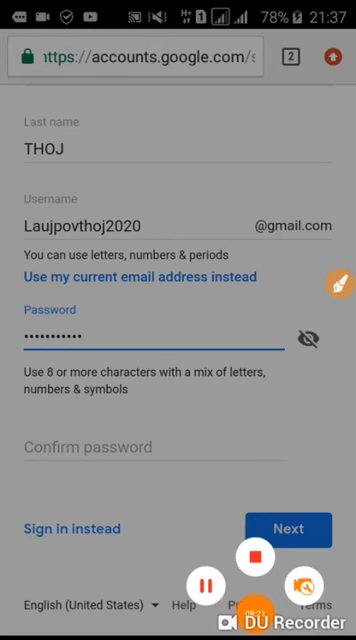 78% 21:37
https://accounts.google.com/s
2
Last name
THOJ
Username
Laujpovthoj2020 @gmail.com
You can use letters, numbers & periods
Use my current email address instead
Password
•••••••••••
Use 8 or more characters with a mix of letters,
numbers & symbols
Confirm password
Sign in instead Next
English (United States) Help Terms
DU Recorder